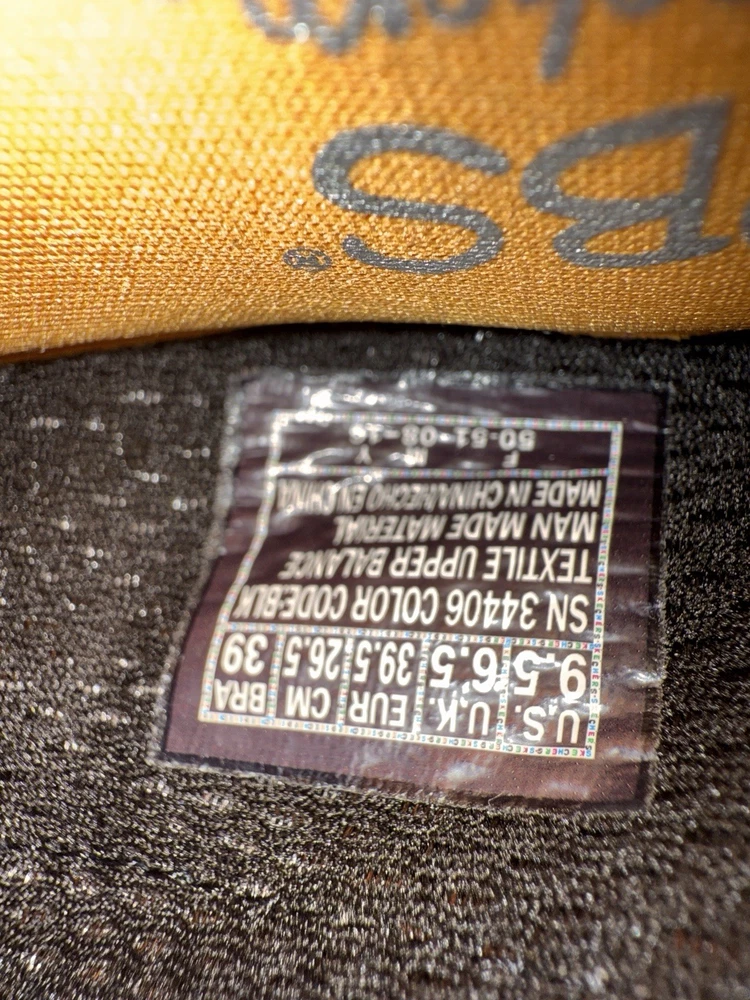 U.S. U.K. EUR CM BRA
9.5 6.5 39.5 26.5 39
SN 34406 COLOR CODE:BLK
TEXTILE UPPER BALANCE
MAN MADE MATERIAL
MADE IN CHINA/HECHO EN CHINA
F M Y
BS®